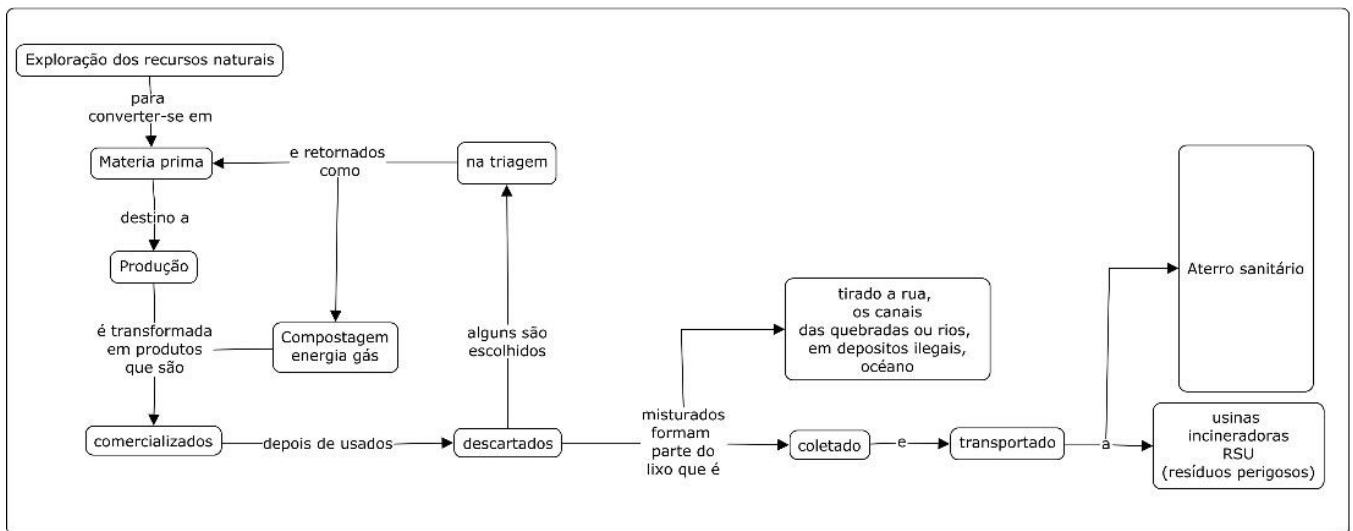 Exploração dos recursos naturais
para
converter-se em
Materia prima
e retornados
como
na triagem
destino a
Produção
é transformada
em produtos
que são
Compostagem
energia gás
alguns são
escolhidos
comercializados
depois de usados
descartados
misturados
formam
parte do
lixo que é
tirado a rua,
os canais
das quebradas ou rios,
em depositos ilegais,
océano
coletado
e
transportado
a
Aterro sanitário
usinas
incineradoras
RSU
(resíduos perigosos)